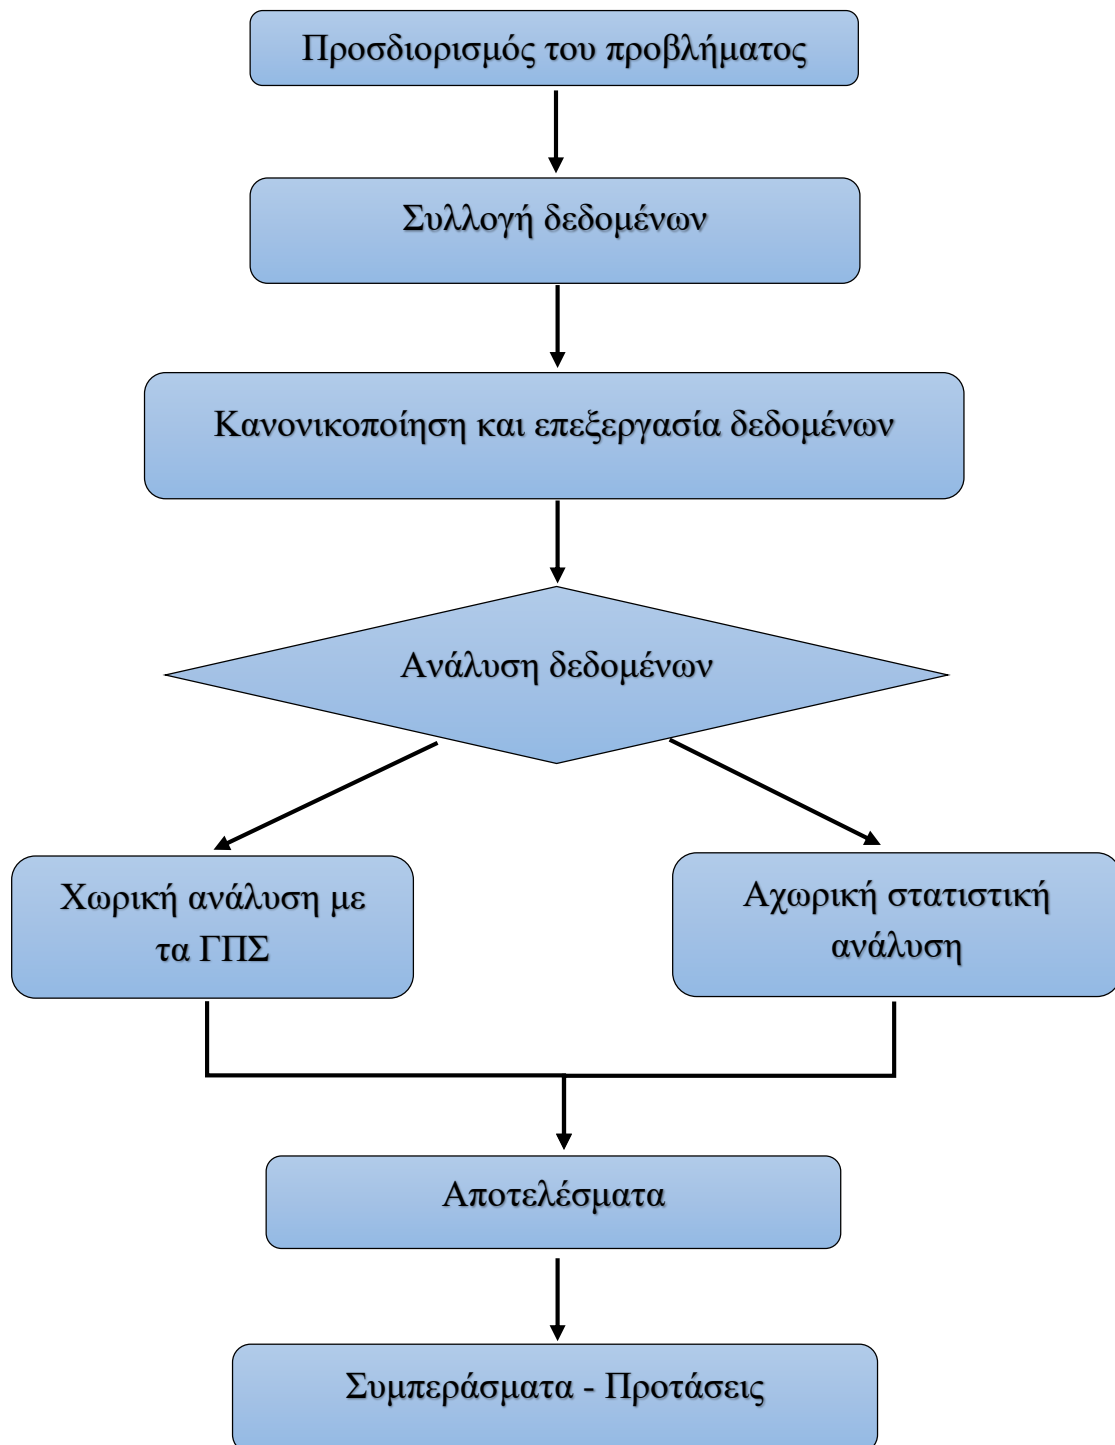 Προσδιορισμός του προβλήματος
Συλλογή δεδομένων
Κανονικοποίηση και επεξεργασία δεδομένων
Ανάλυση δεδομένων
Χωρική ανάλυση με
τα ΓΠΣ
Αχωρική στατιστική
ανάλυση
Αποτελέσματα
Συμπεράσματα - Προτάσεις